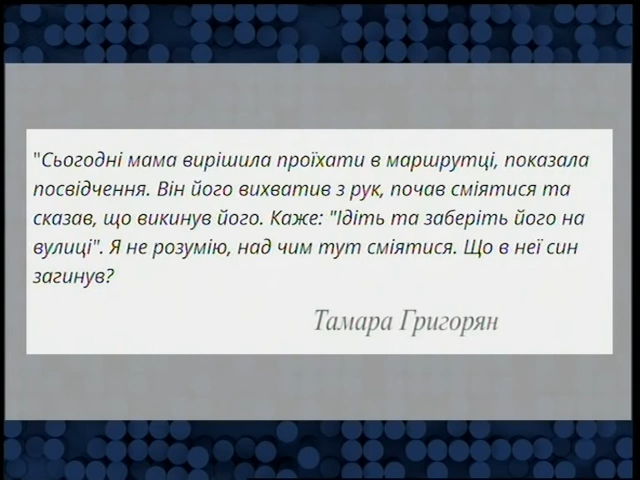 "Сьогодні мама вирішила проїхати в маршрутці, показала
посвідчення. Він його вихватив з рук, почав сміятися та
сказав, що викинув його. Каже: "Ідіть та заберіть його на
вулиці". Я не розумію, над чим тут сміятися. Що в неї син
загинув?
Тамара Григорян